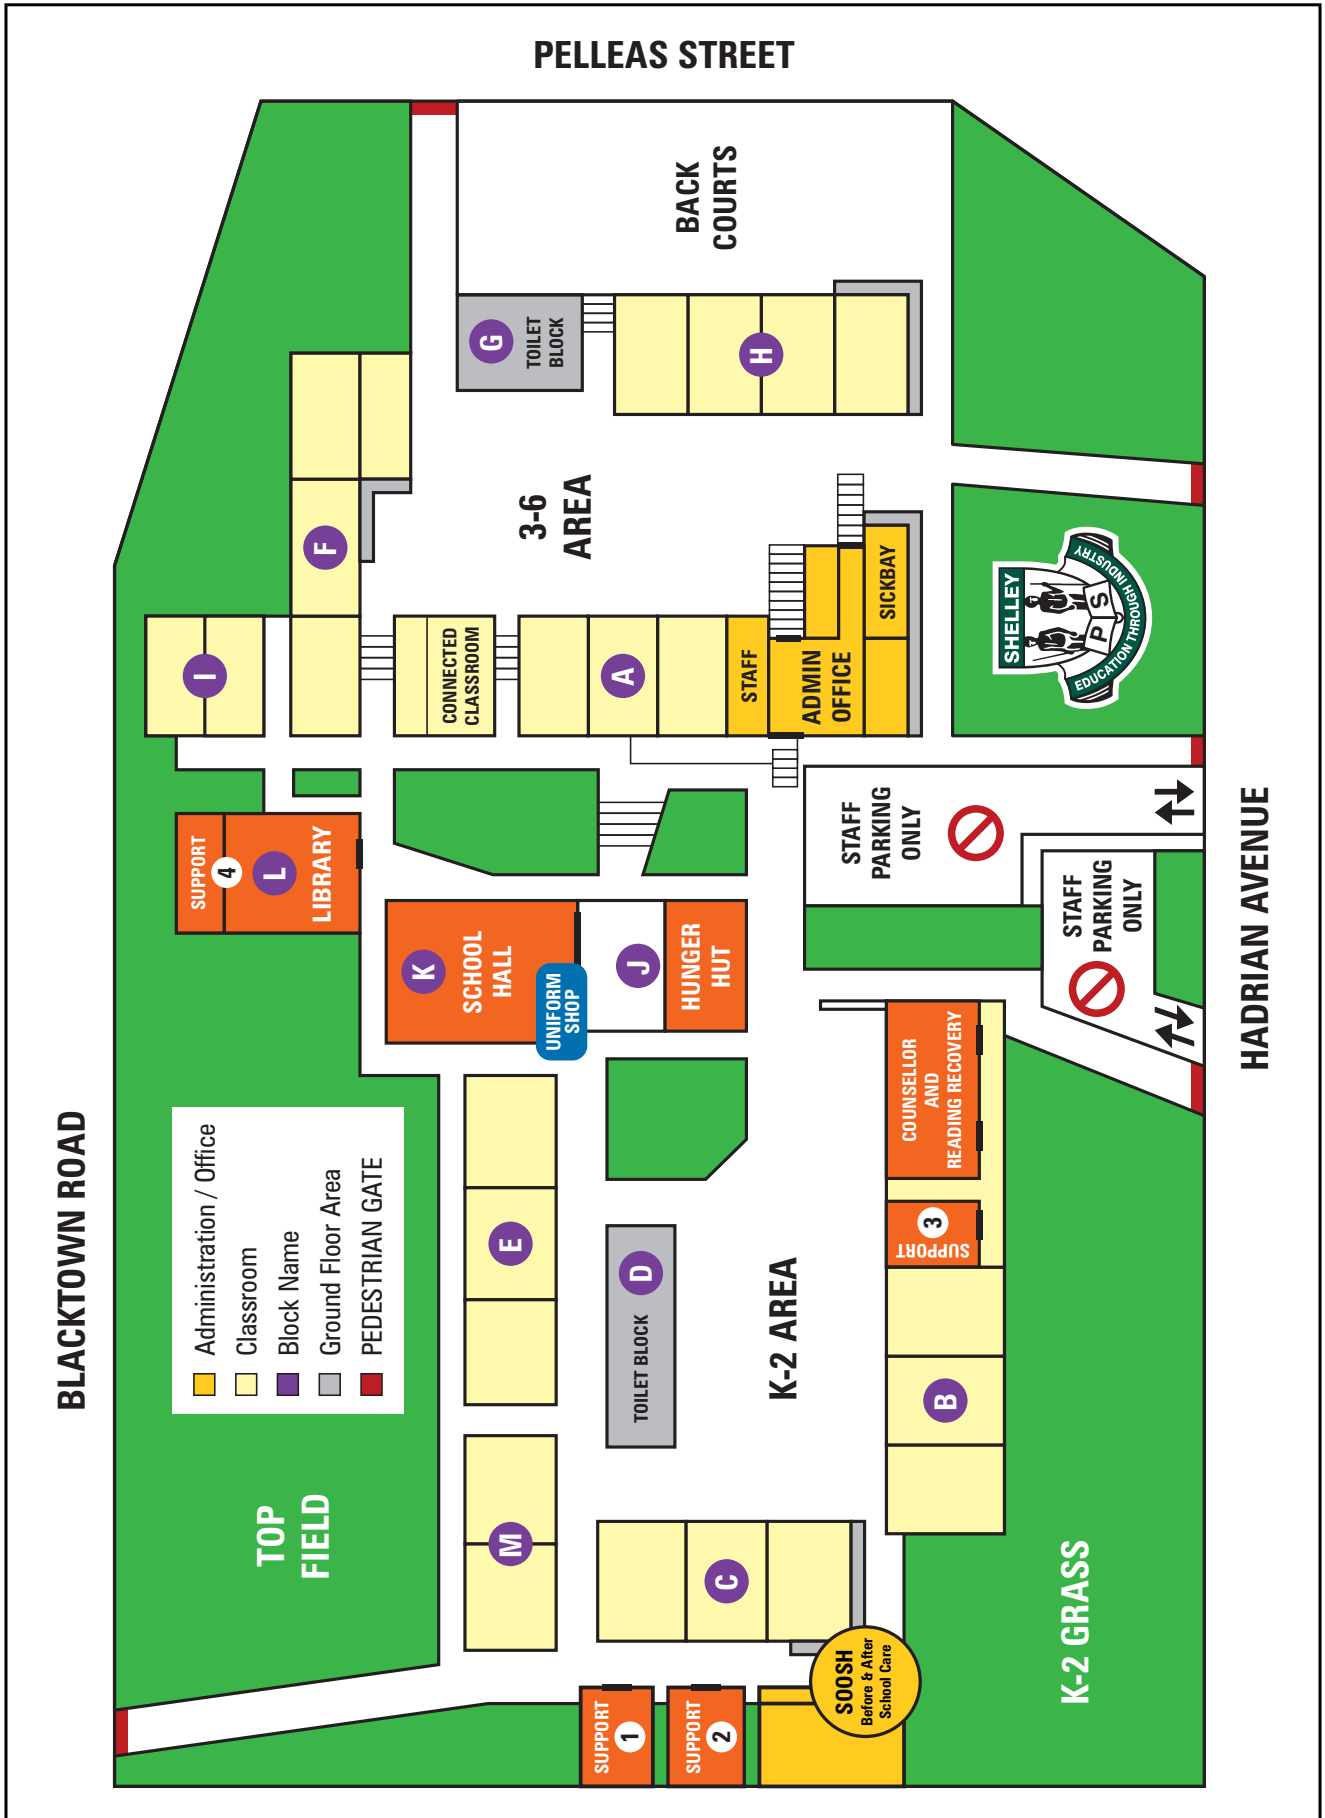 PELLEAS STREET
BLACKTOWN ROAD
HADRIAN AVENUE
BACK
COURTS
G
TOILET
BLOCK
H
3-6
AREA
F
I
CONNECTED
CLASSROOM
A
STAFF
ADMIN
OFFICE
SICKBAY
SHELLEY
P S
EDUCATION THROUGH INDUSTRY
SUPPORT
4
L
LIBRARY
K
SCHOOL
HALL
UNIFORM
SHOP
J
HUNGER
HUT
STAFF
PARKING
ONLY
STAFF
PARKING
ONLY
COUNSELLOR
AND
READING RECOVERY
SUPPORT
3
B
E
D
TOILET BLOCK
K-2 AREA
M
C
TOP
FIELD
K-2 GRASS
SUPPORT
1
SUPPORT
2
SOOSH
Before & After
School Care
Administration / Office
Classroom
Block Name
Ground Floor Area
PEDESTRIAN GATE